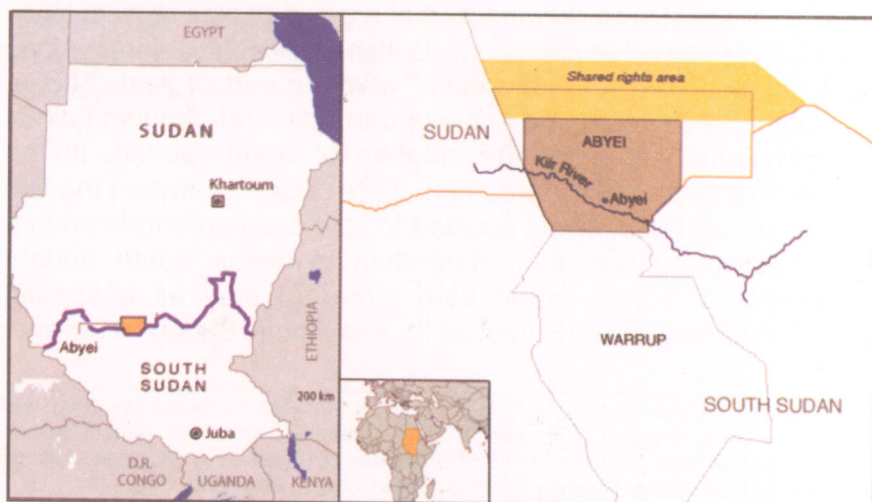 EGYPT
SUDAN
Khartoum
Abyei
SOUTH
SUDAN
ETHIOPIA
200 km
Juba
D.R.
CONGO
UGANDA
KENYA
Shared rights area
SUDAN
ABYEI
Kiir River
Abyei
WARRUP
SOUTH SUDAN